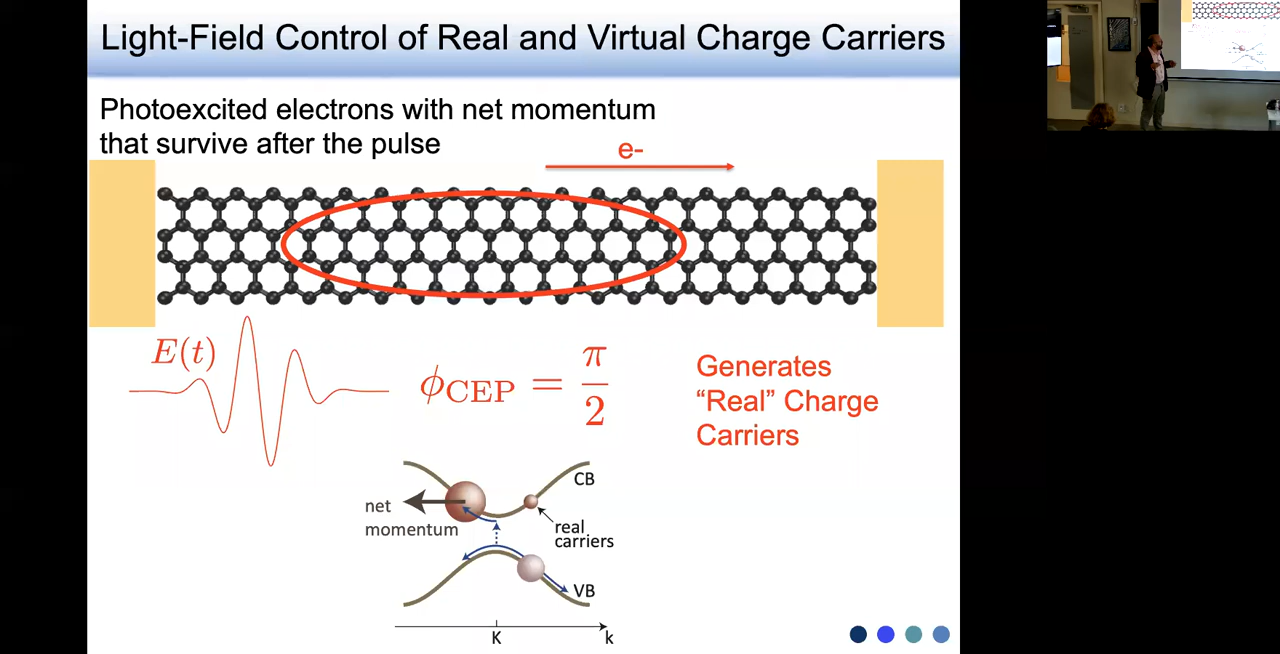 Light-Field Control of Real and Virtual Charge Carriers
Photoexcited electrons with net momentum
that survive after the pulse
e-
E(t)
ϕCEP = π/2
Generates
“Real” Charge
Carriers
CB
net
momentum
real
carriers
VB
K
k